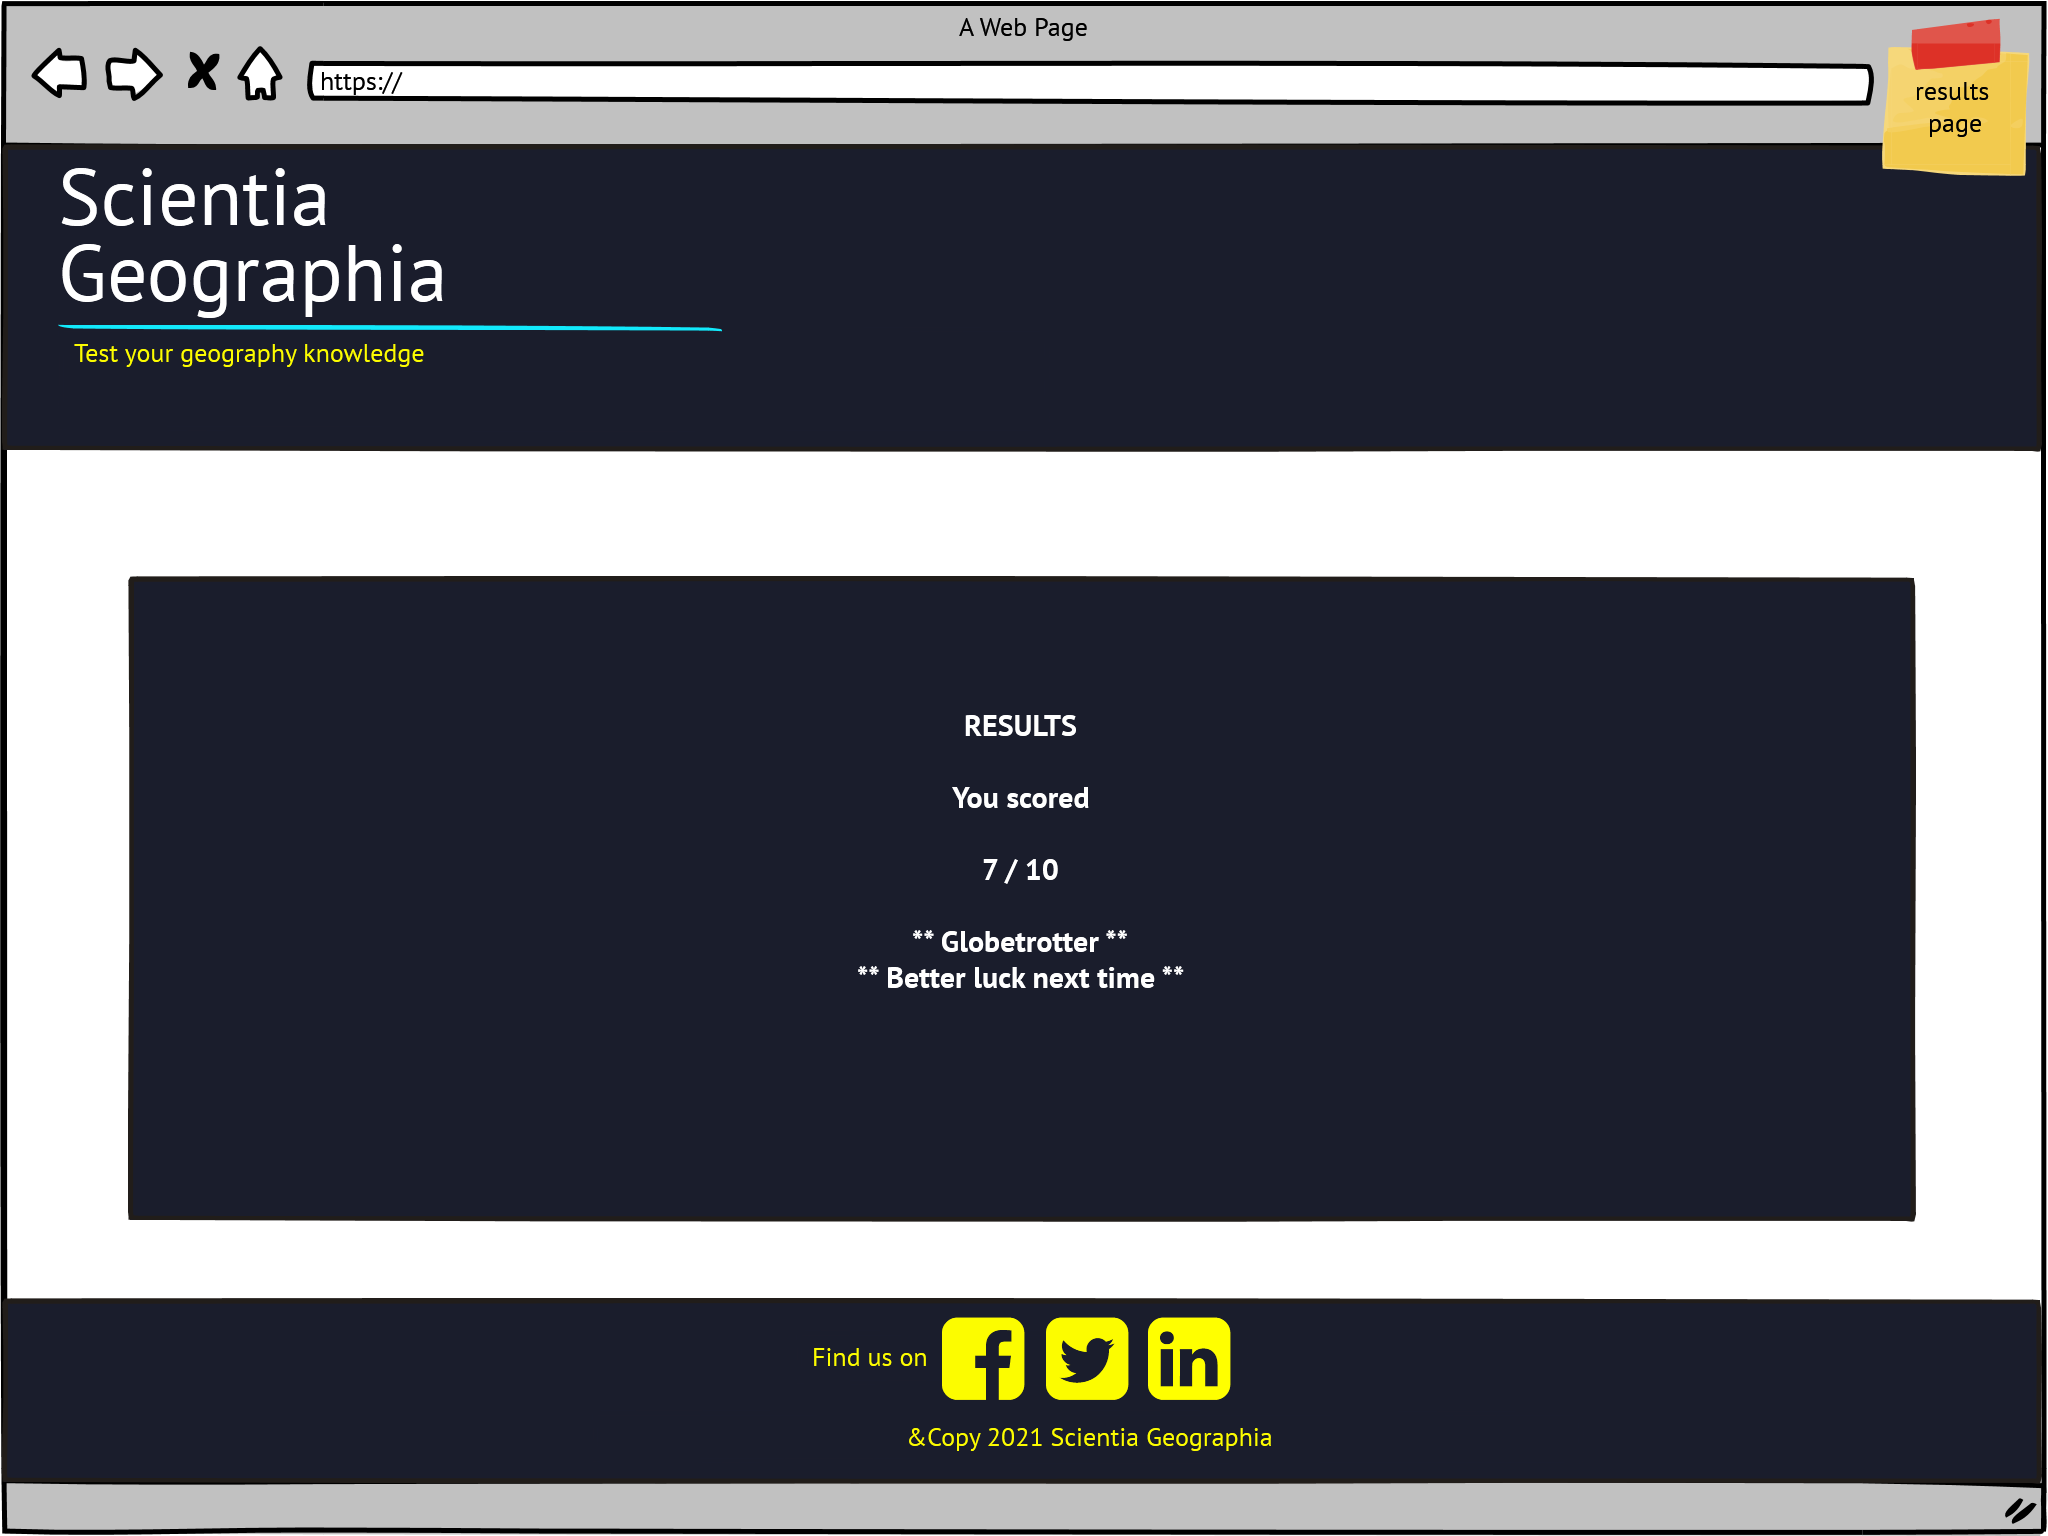 A Web Page
https://
results
page
Scientia
Geographia
Test your geography knowledge
RESULTS
You scored
7 / 10
** Globetrotter **
** Better luck next time **
Find us on
&Copy 2021 Scientia Geographia